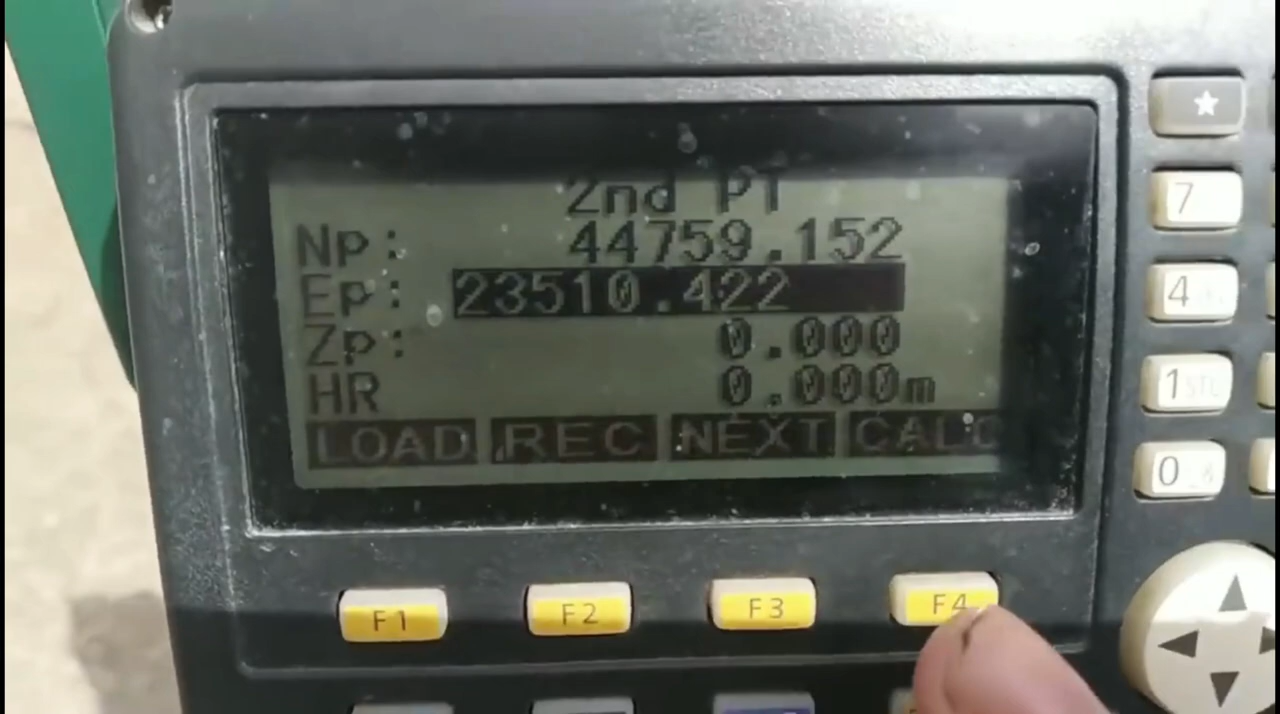 2nd PT
Np: 44759.152
Ep: 23510.422
Zp: 0.000
HR 0.000m
LOAD REC NEXT CALC
7
4
1 STU
0
F1 F2 F3 F4